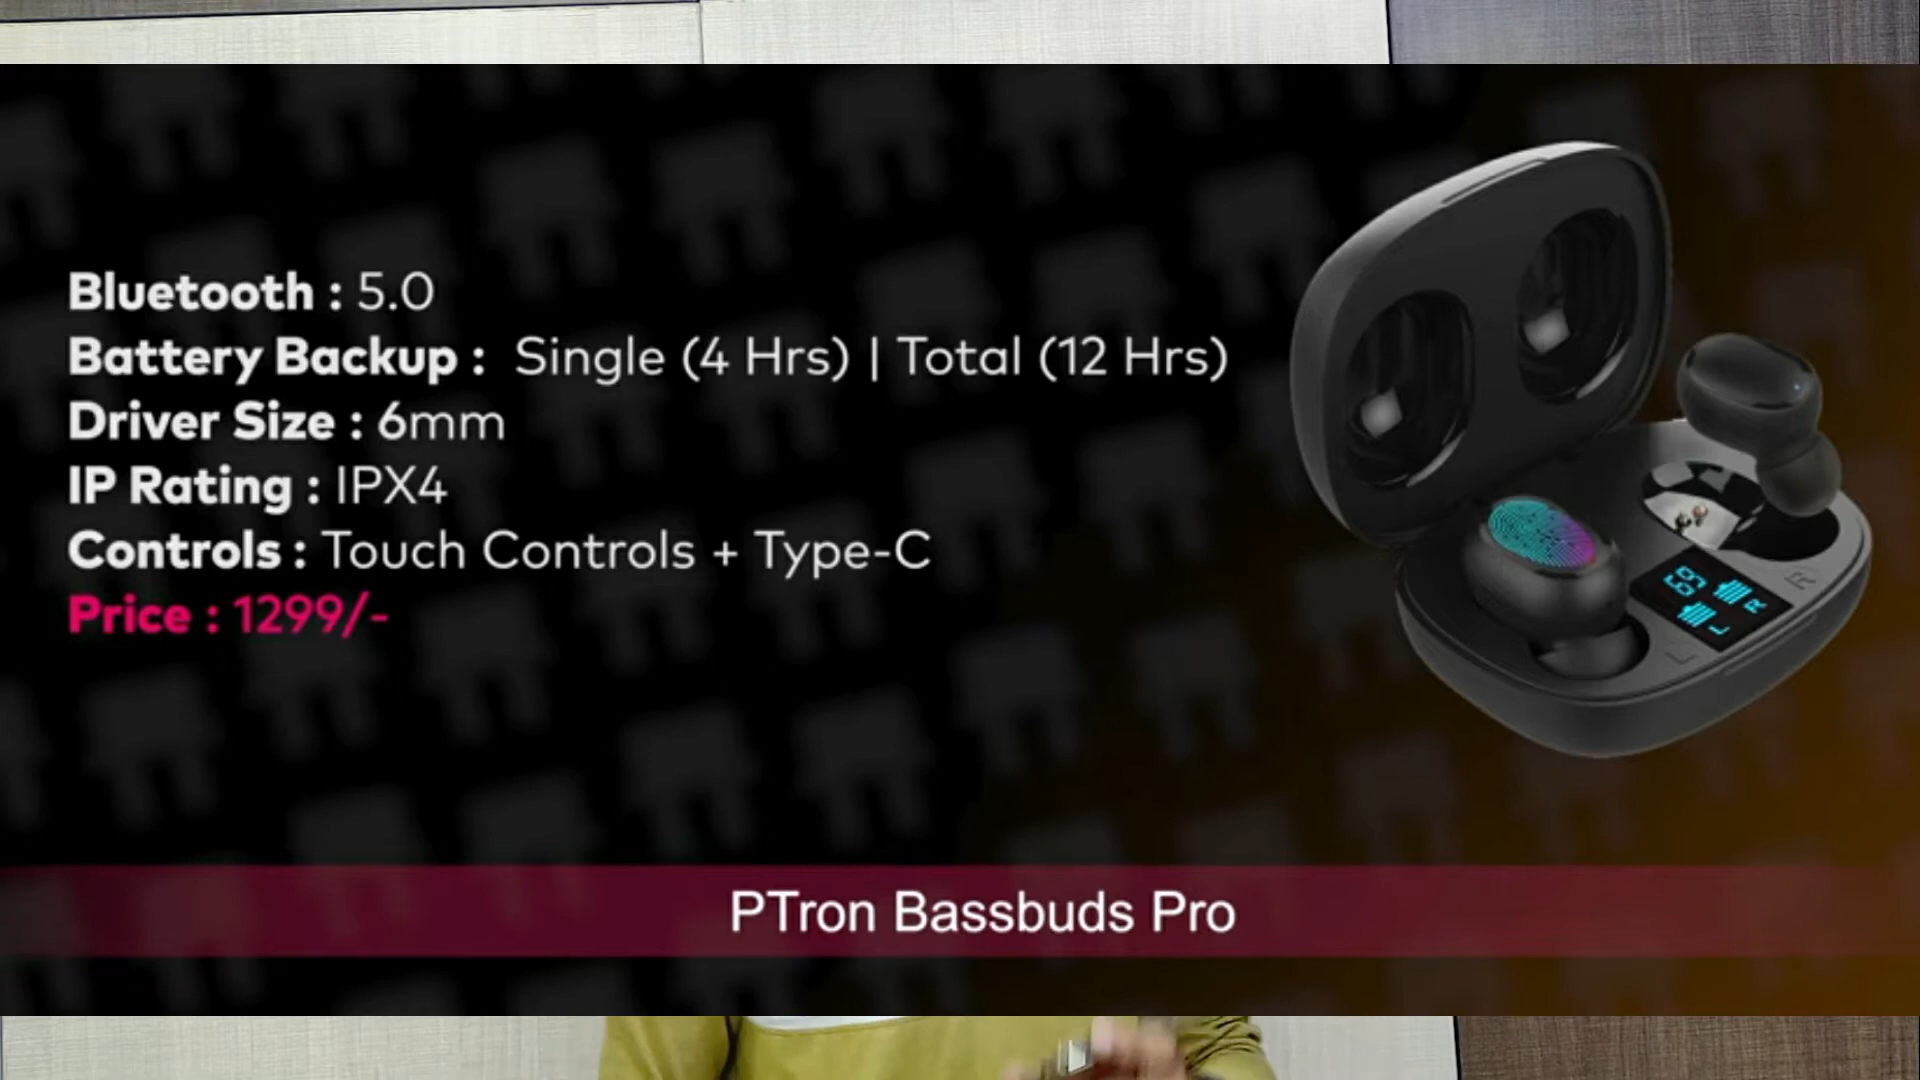 Bluetooth : 5.0
Battery Backup : Single (4 Hrs) | Total (12 Hrs)
Driver Size : 6mm
IP Rating : IPX4
Controls : Touch Controls + Type-C
Price : 1299/-
69
R
L
R
L
PTron Bassbuds Pro